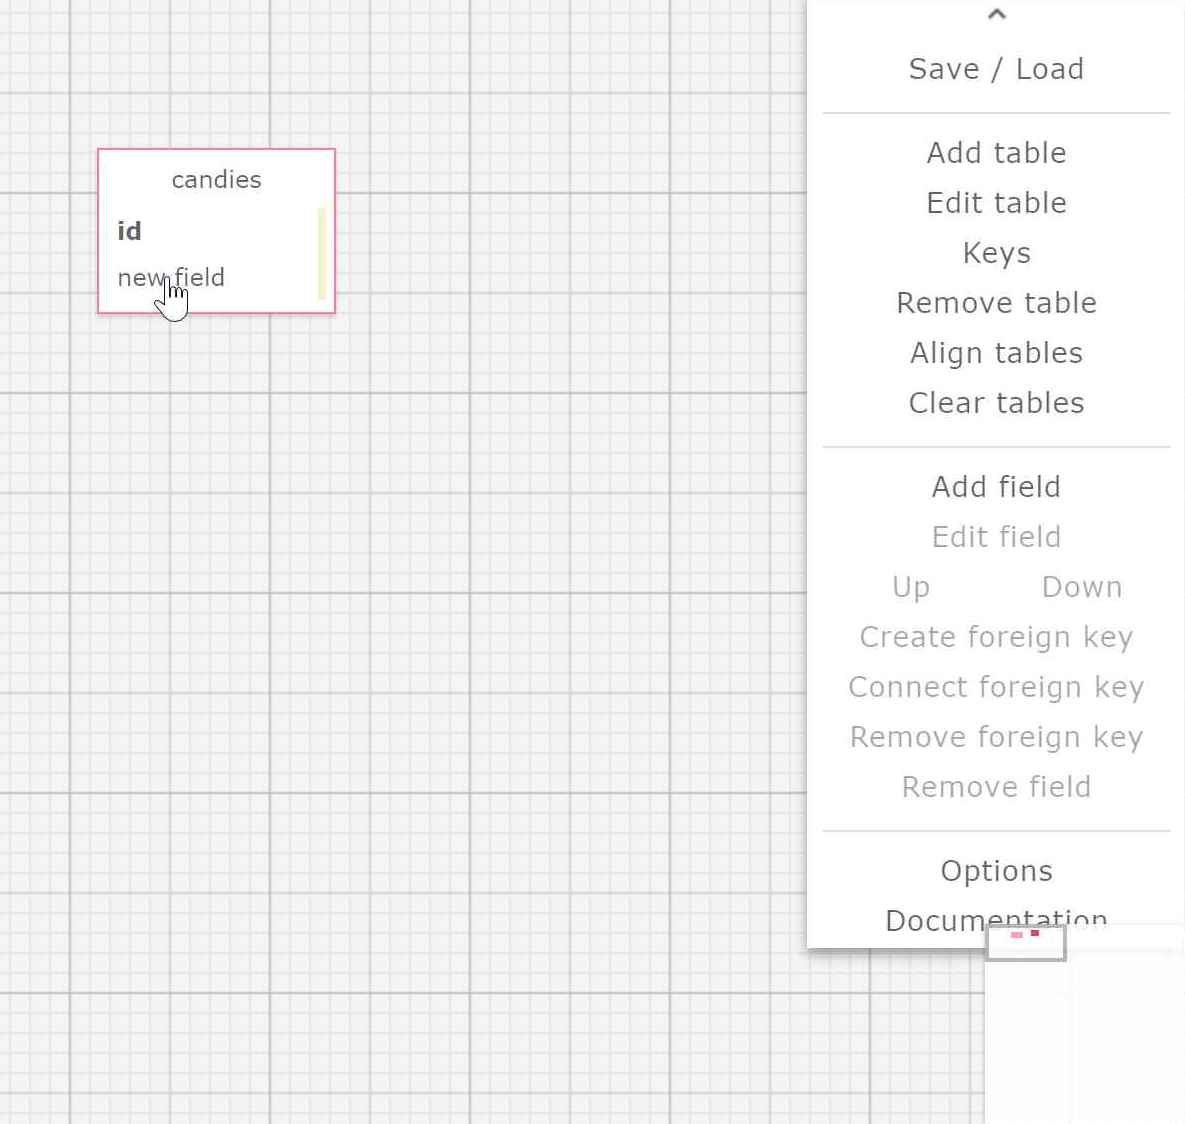 Save / Load
candies
id
new field
Add table
Edit table
Keys
Remove table
Align tables
Clear tables
Add field
Edit field
Up Down
Create foreign key
Connect foreign key
Remove foreign key
Remove field
Options
Documentation